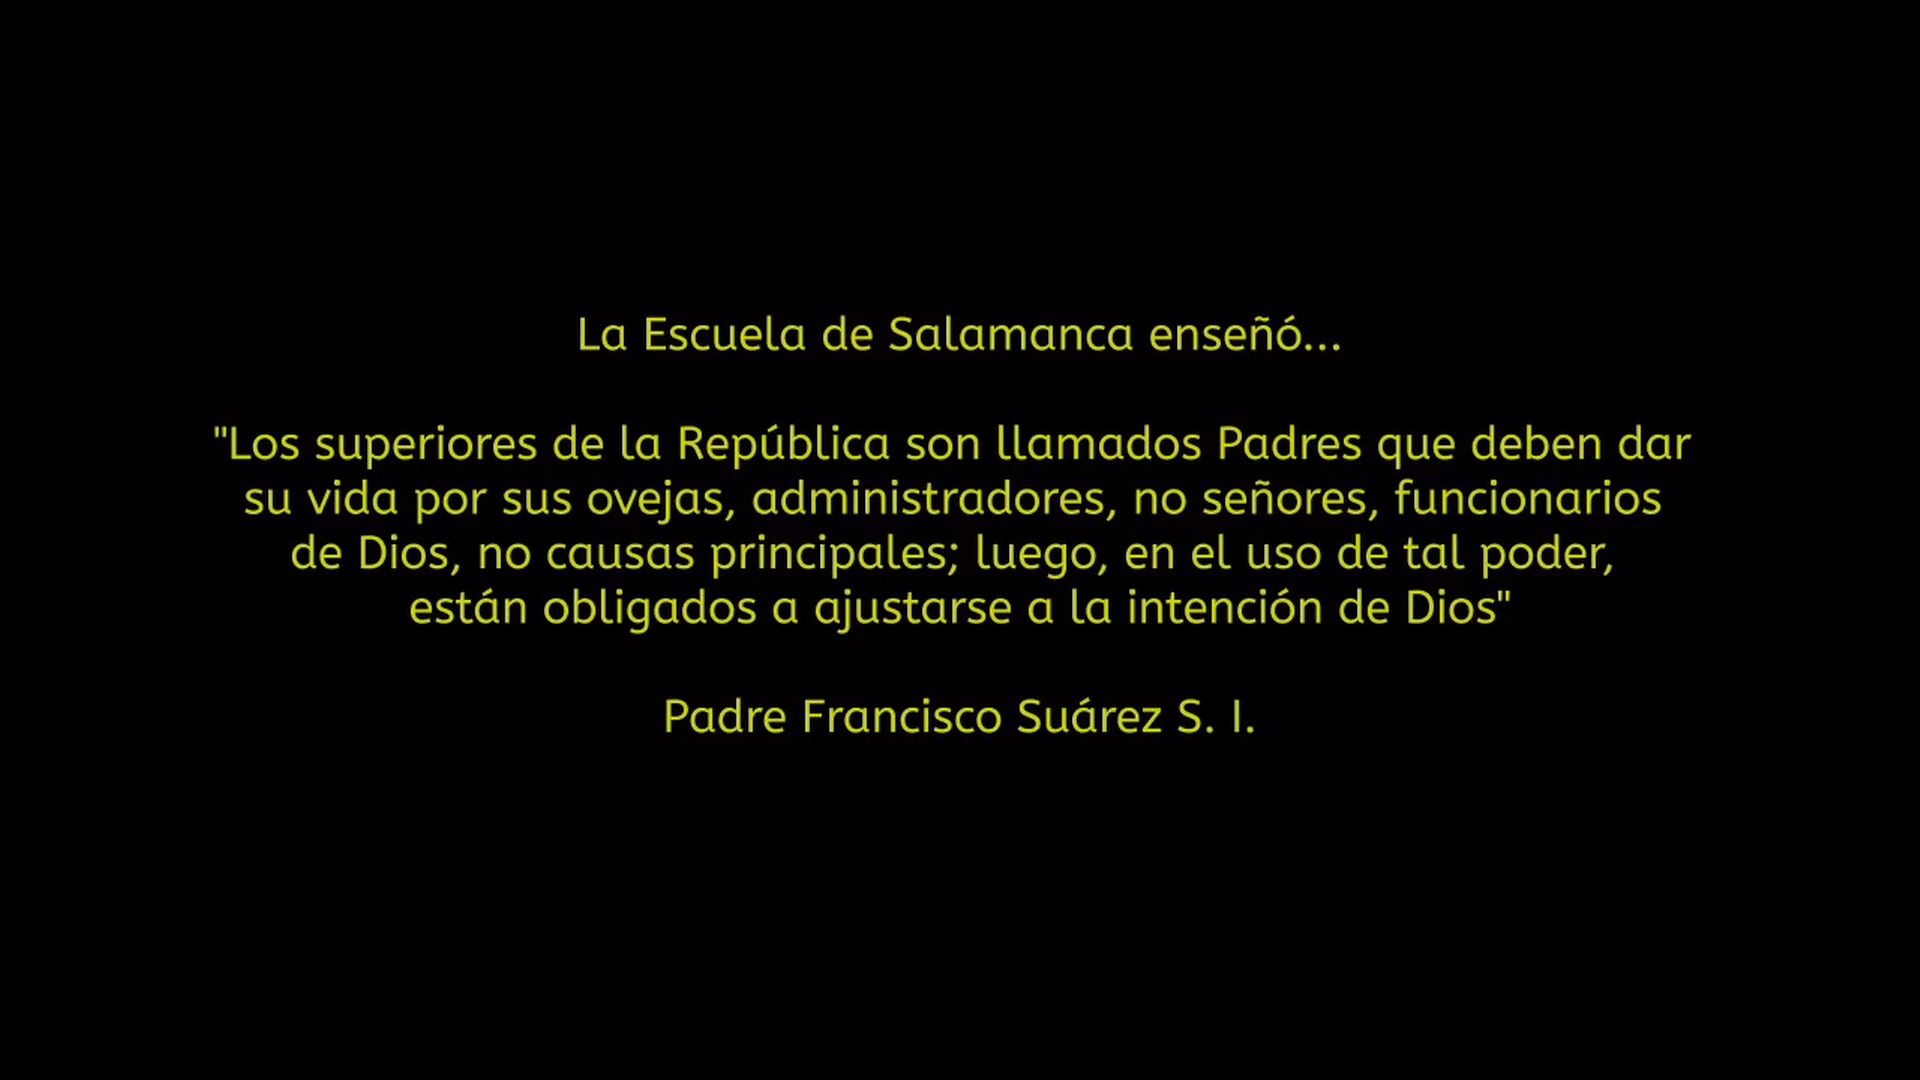 La Escuela de Salamanca enseñó...
"Los superiores de la República son llamados Padres que deben dar
su vida por sus ovejas, administradores, no señores, funcionarios
de Dios, no causas principales; luego, en el uso de tal poder,
están obligados a ajustarse a la intención de Dios"
Padre Francisco Suárez S. I.